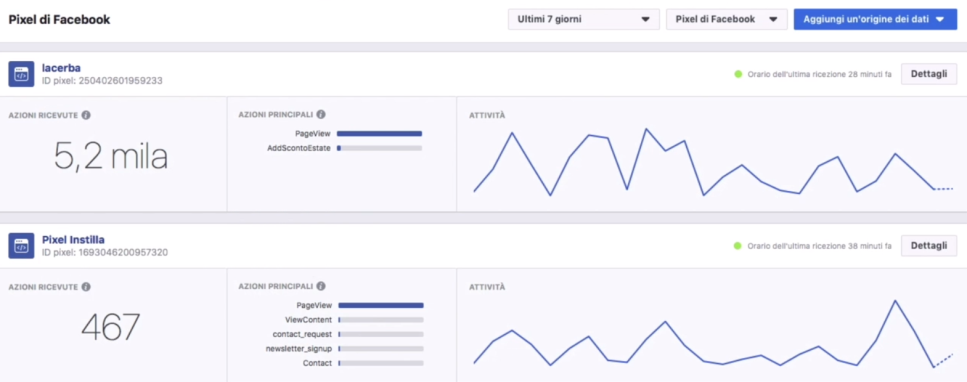 Pixel di Facebook
Ultimi 7 giorni
Pixel di Facebook
Aggiungi un'origine dei dati
lacerba
ID pixel: 250402601959233
Orario dell'ultima ricezione 28 minuti fa
Dettagli
AZIONI RICEVUTE
5,2 mila
AZIONI PRINCIPALI
PageView
AddScontoEstate
ATTIVITÀ
Pixel Instilla
ID pixel: 1693046200957320
Orario dell'ultima ricezione 38 minuti fa
Dettagli
AZIONI RICEVUTE
467
AZIONI PRINCIPALI
PageView
ViewContent
contact_request
newsletter_signup
Contact
ATTIVITÀ